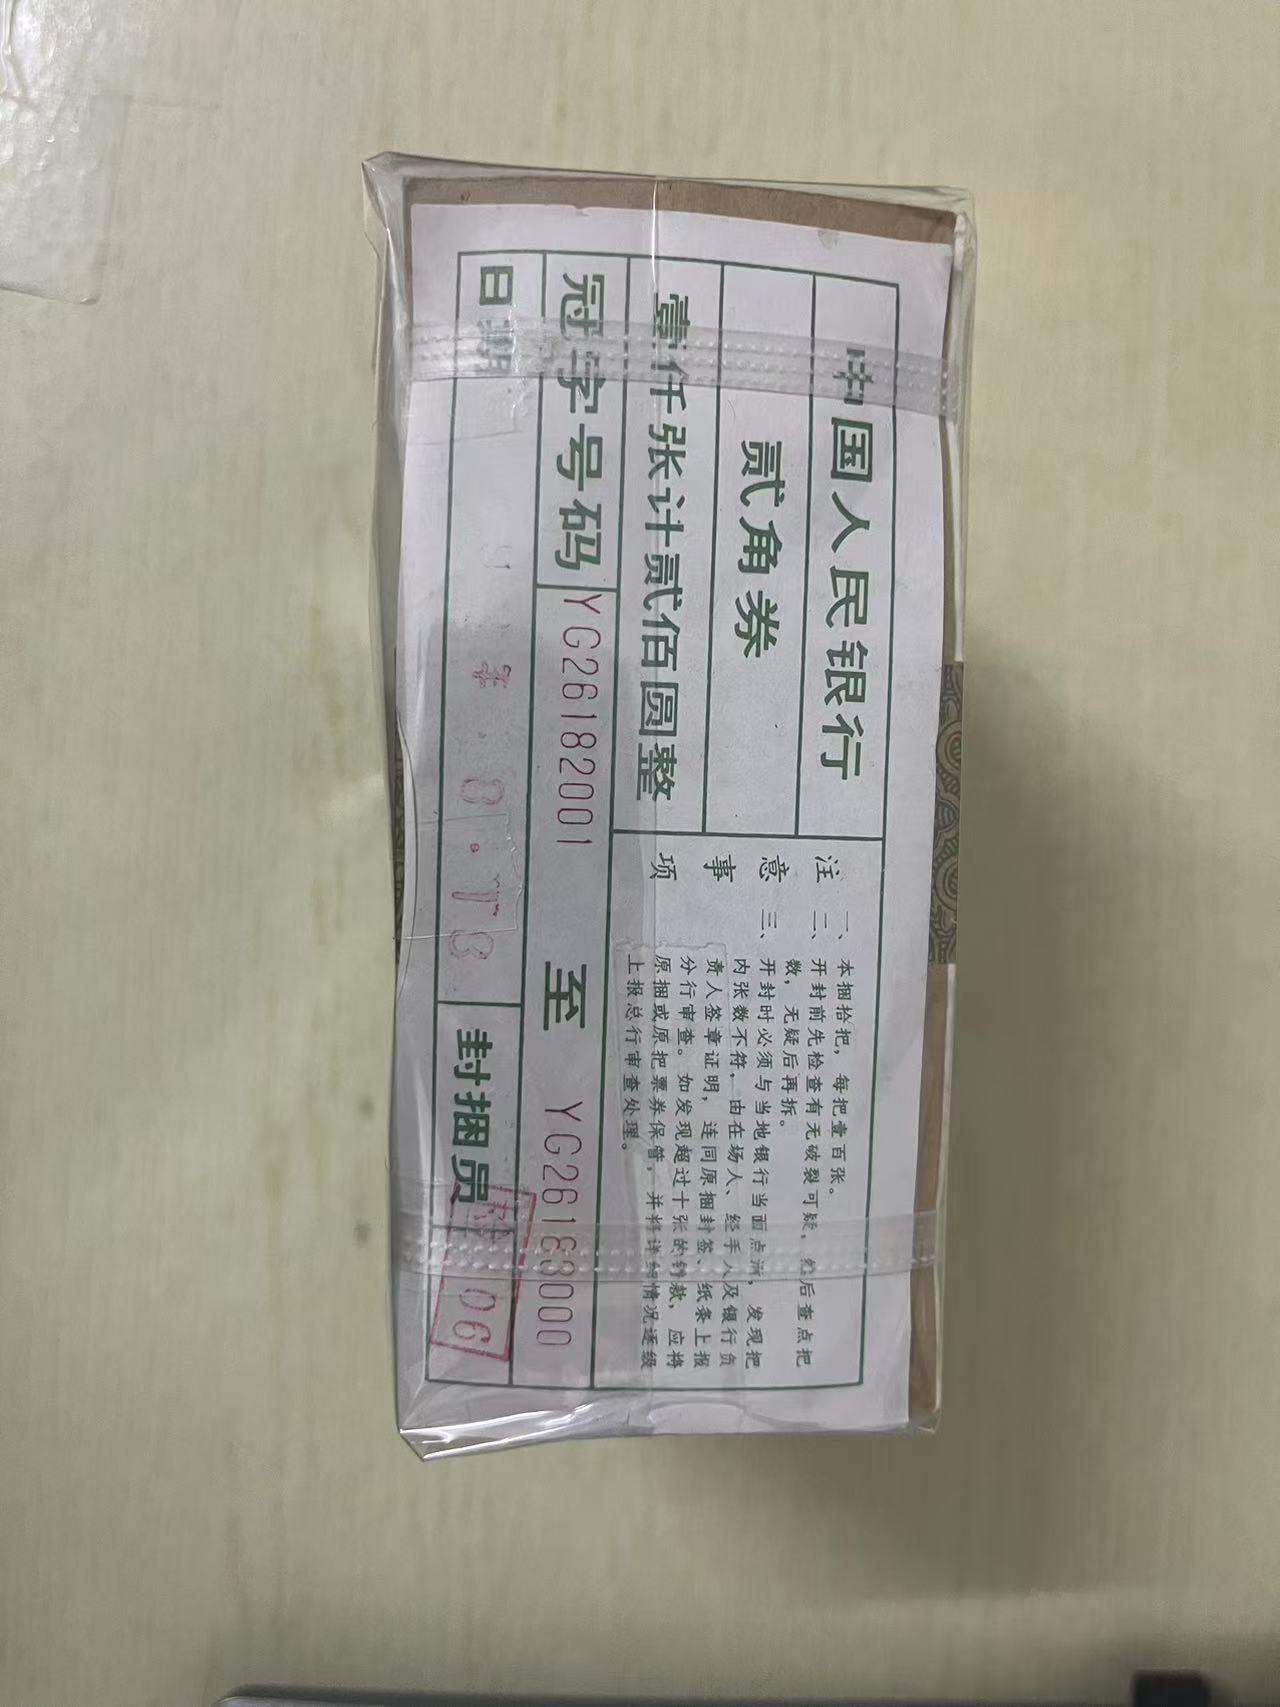 中国人民银行
贰角券
壹仟张计贰佰圆整
注意事项
一、本捆拾把，每把壹百张。
二、开封前先检查有无破裂可疑，然后查点把
数，无疑后再拆。
三、开封时必须与当地银行当面点清，发现把
内张数不符，由在场人、经手人及银行负
责人签章证明，连同原捆封签、纸条上报
分行审查。如发现超过十张的错款，应将
原捆或原把票券保管，并将详细情况逐级
上报总行审查处理。
冠字号码 YG26182001 至 YG26183000
日期
封捆员 06